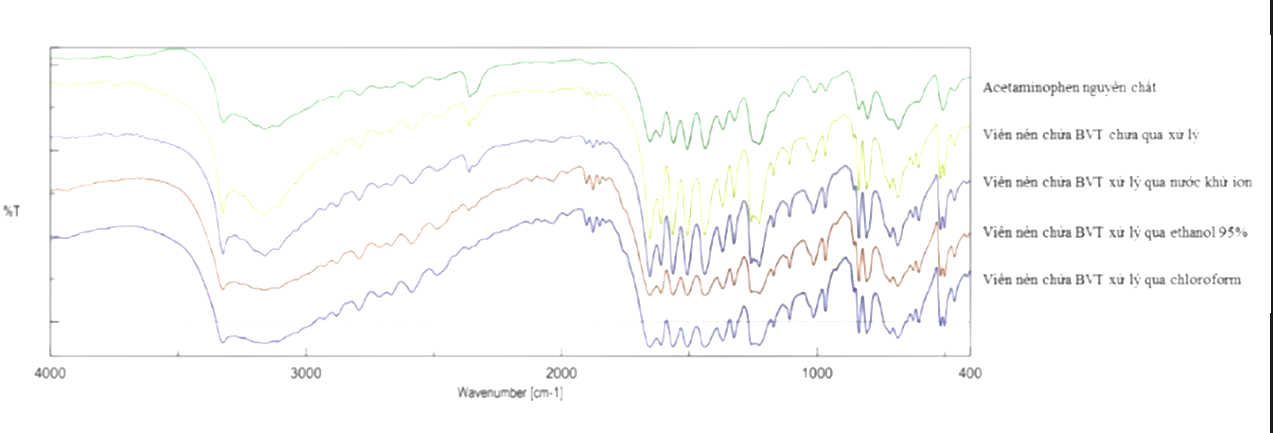 Acetaminophen nguyên chất
Viên nén chứa BVT chưa qua xử lý
Viên nén chứa BVT xử lý qua nước khử ion
%T
Viên nén chứa BVT xử lý qua ethanol 95%
Viên nén chứa BVT xử lý qua chloroform
4000 3000 2000 1000 400
Wavenumber [cm-1]